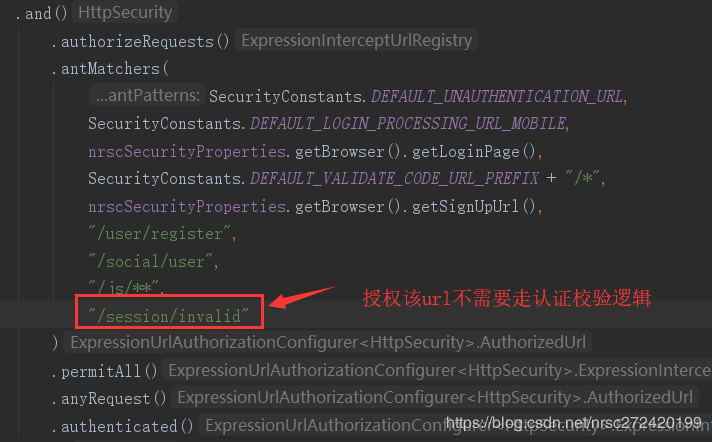 .and() HttpSecurity
.authorizeRequests() ExpressionInterceptUrlRegistry
.antMatchers(
...antPatterns: SecurityConstants.DEFAULT_UNAUTHENTICATION_URL,
SecurityConstants.DEFAULT_LOGIN_PROCESSING_URL_MOBILE,
nrscSecurityProperties.getBrowser().getLoginPage(),
SecurityConstants.DEFAULT_VALIDATE_CODE_URL_PREFIX + "/*",
nrscSecurityProperties.getBrowser().getSignUpUrl(),
"/user/register",
"/social/user",
"/js/**",
"/session/invalid" 授权该url不需要走认证校验逻辑
) ExpressionUrlAuthorizationConfigurer<HttpSecurity>.AuthorizedUrl
.permitAll() ExpressionUrlAuthorizationConfigurer<HttpSecurity>.ExpressionInterce
.anyRequest() ExpressionUrlAuthorizationConfigurer<HttpSecurity>.AuthorizedUrl
.authenticated() ExpressionUrlAuthorizationConfigurer<HttpSecurity>.ExpressionInt
https://blog.csdn.net/nrsc272420199